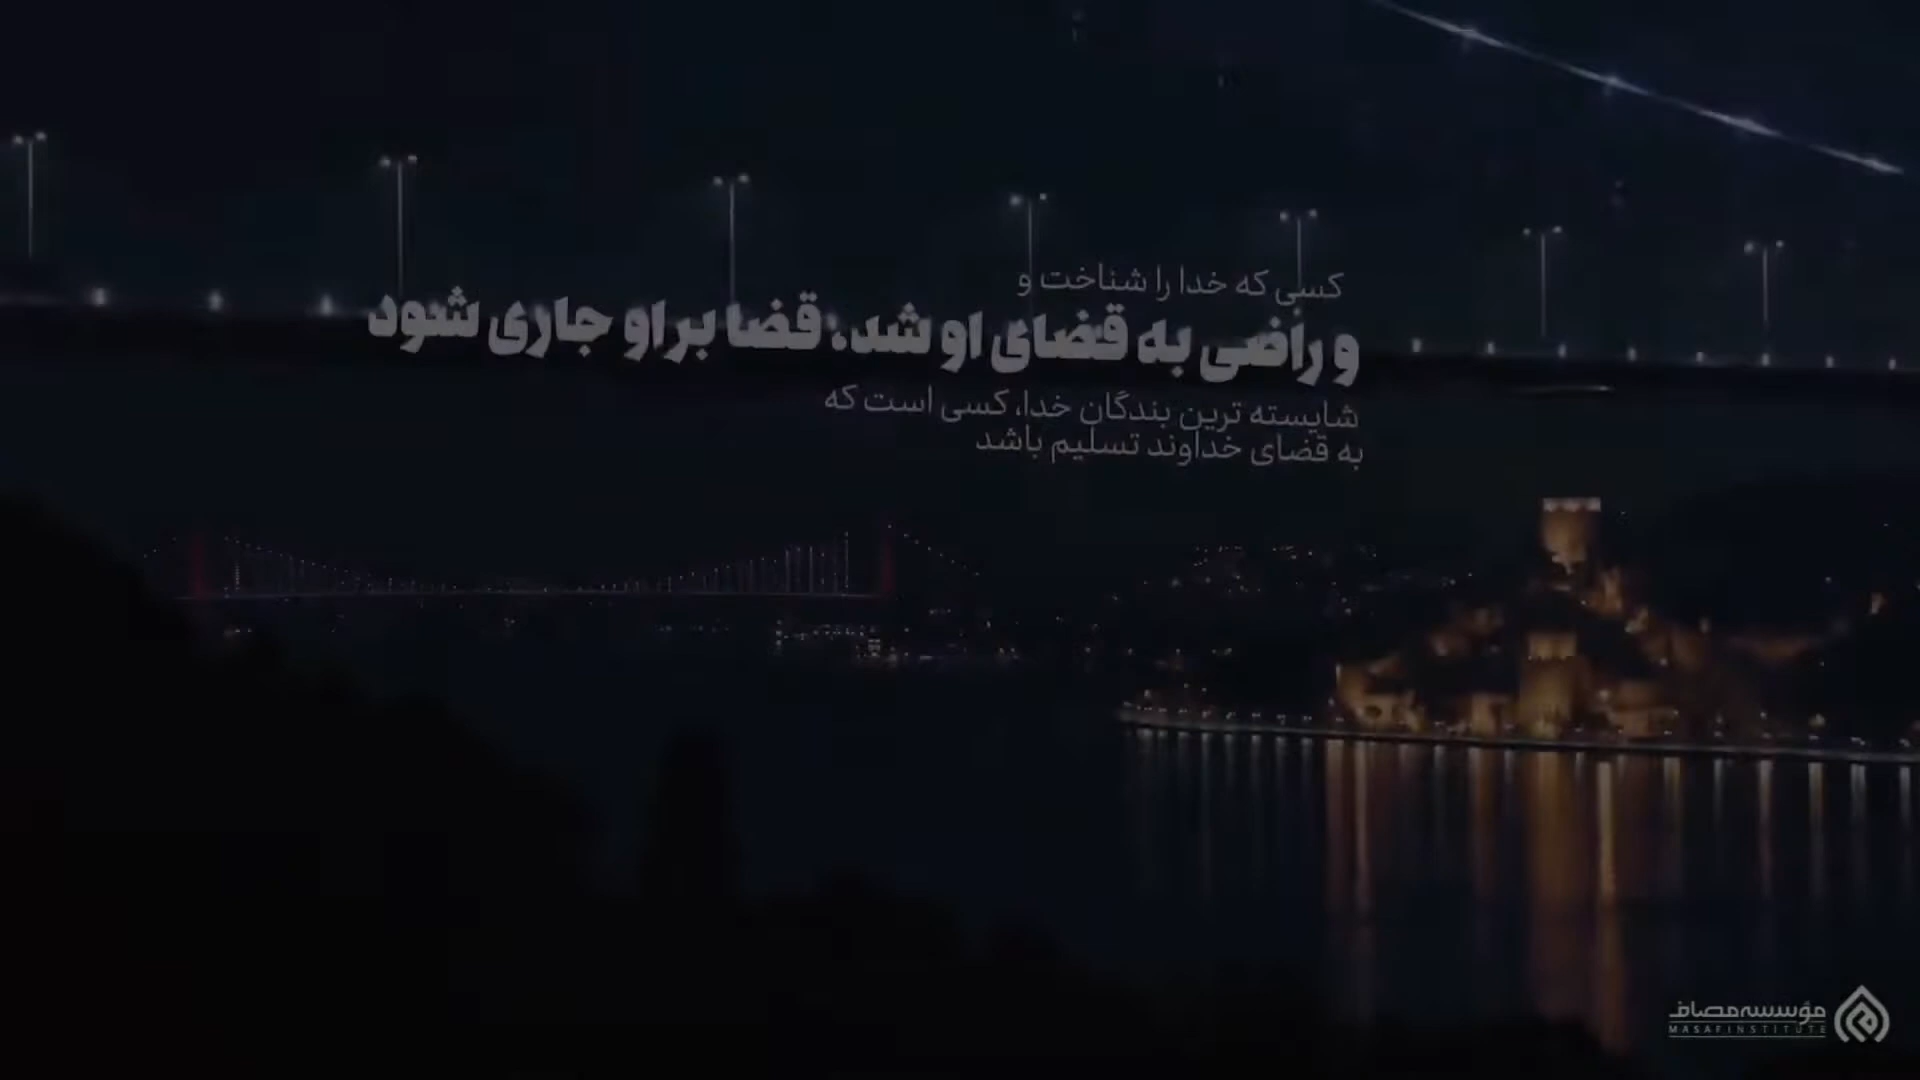 کسی که خدا را شناخت و
و راضی به قضای او شد: قضا بر او جاری شود
شایسته ترین بندگان خدا، کسی است که
به قضای خداوند تسلیم باشد
مؤسسه مصاف
MASAF INSTITUTE